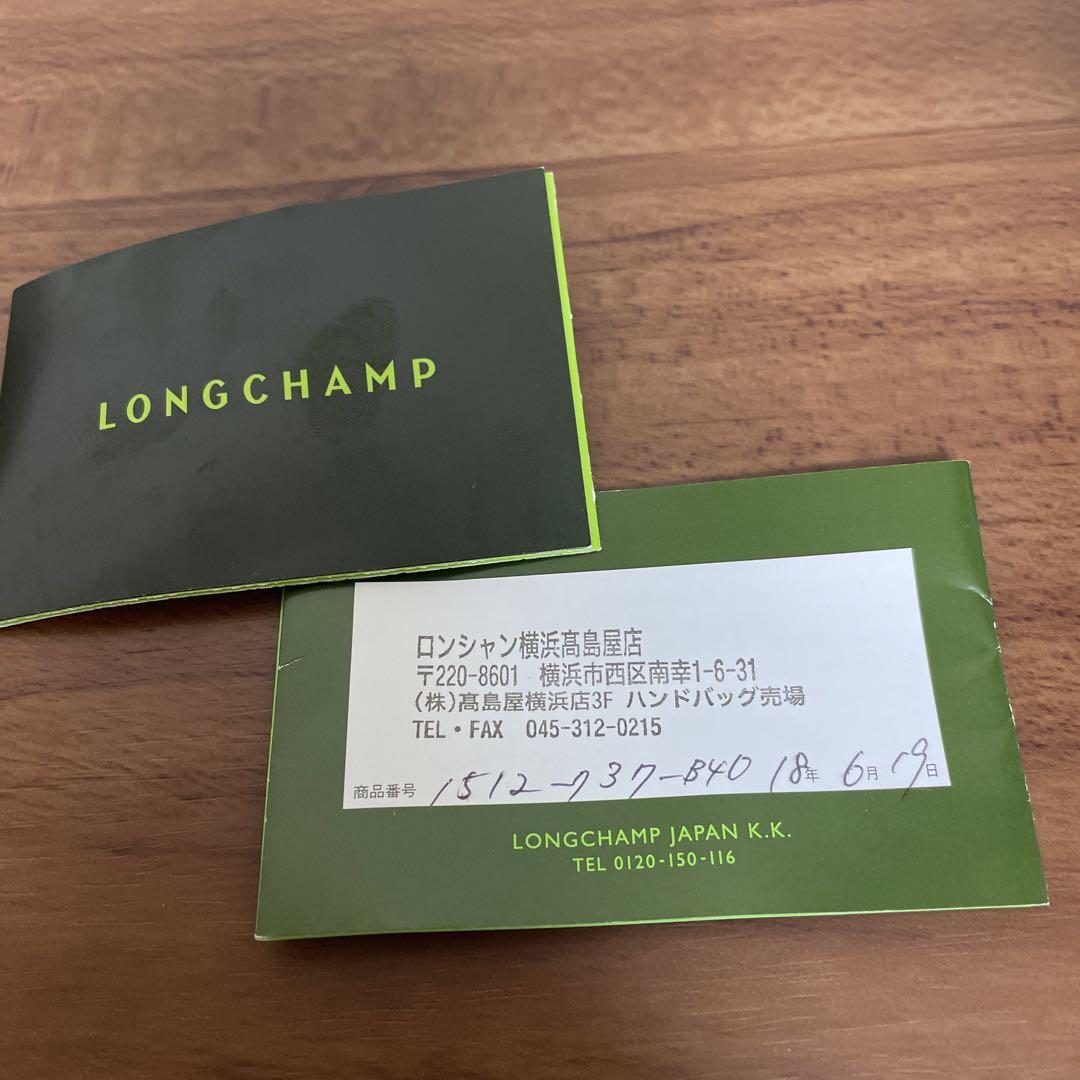 LONGCHAMP
ロンシャン横浜髙島屋店
〒220-8601 横浜市西区南幸1-6-31
(株)髙島屋横浜店3F ハンドバッグ売場
TEL・FAX 045-312-0215
商品番号 1512-737-B40 18年 6月19日
LONGCHAMP JAPAN K.K.
TEL 0120-150-116